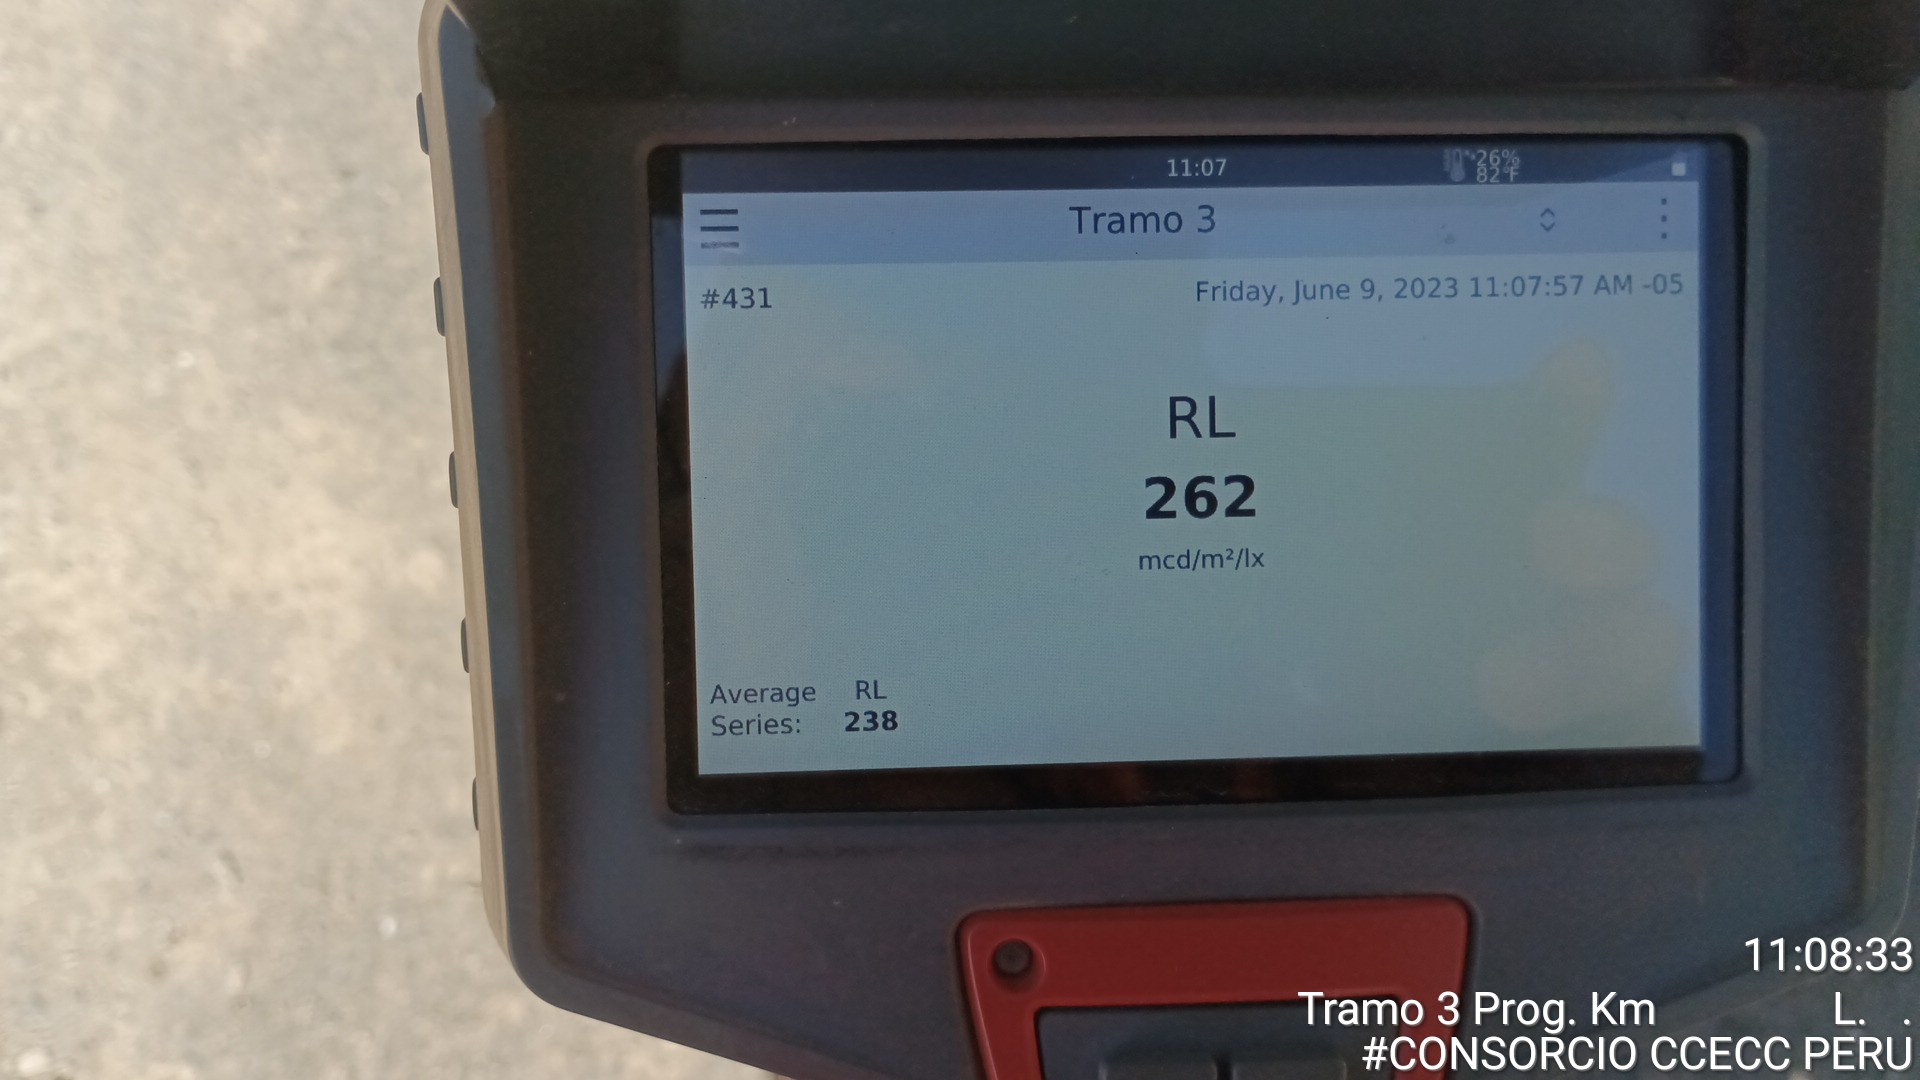 11:07
26%
82°F
Tramo 3
#431
Friday, June 9, 2023 11:07:57 AM -05
RL
262
mcd/m²/lx
Average RL
Series: 238
11:08:33
Tramo 3 Prog. Km L. .
#CONSORCIO CCECC PERU